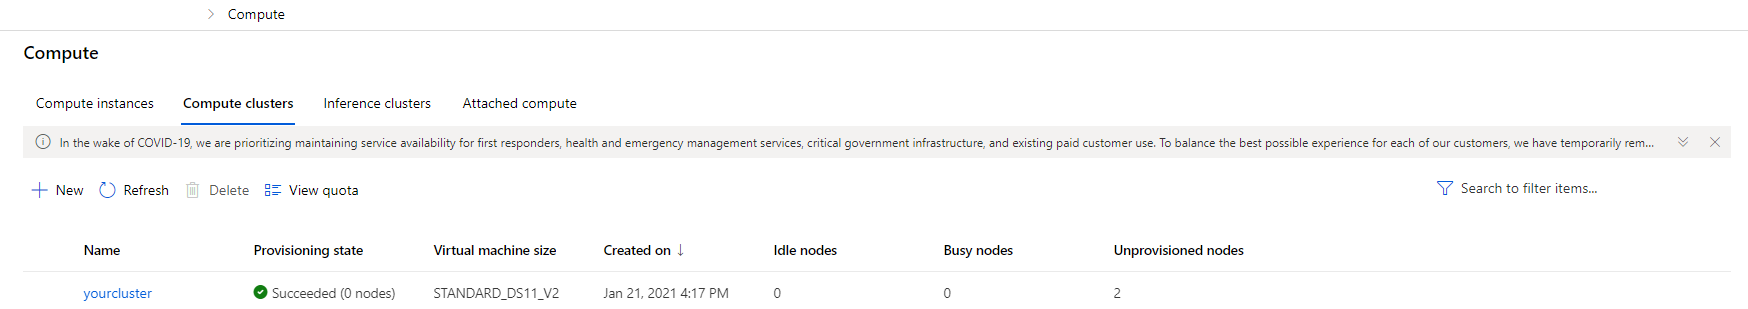 Compute
Compute
Compute instances Compute clusters Inference clusters Attached compute
In the wake of COVID-19, we are prioritizing maintaining service availability for first responders, health and emergency management services, critical government infrastructure, and existing paid customer use. To balance the best possible experience for each of our customers, we have temporarily rem...
New Refresh Delete View quota Search to filter items...
Name Provisioning state Virtual machine size Created on ↓ Idle nodes Busy nodes Unprovisioned nodes
yourcluster Succeeded (0 nodes) STANDARD_DS11_V2 Jan 21, 2021 4:17 PM 0 0 2